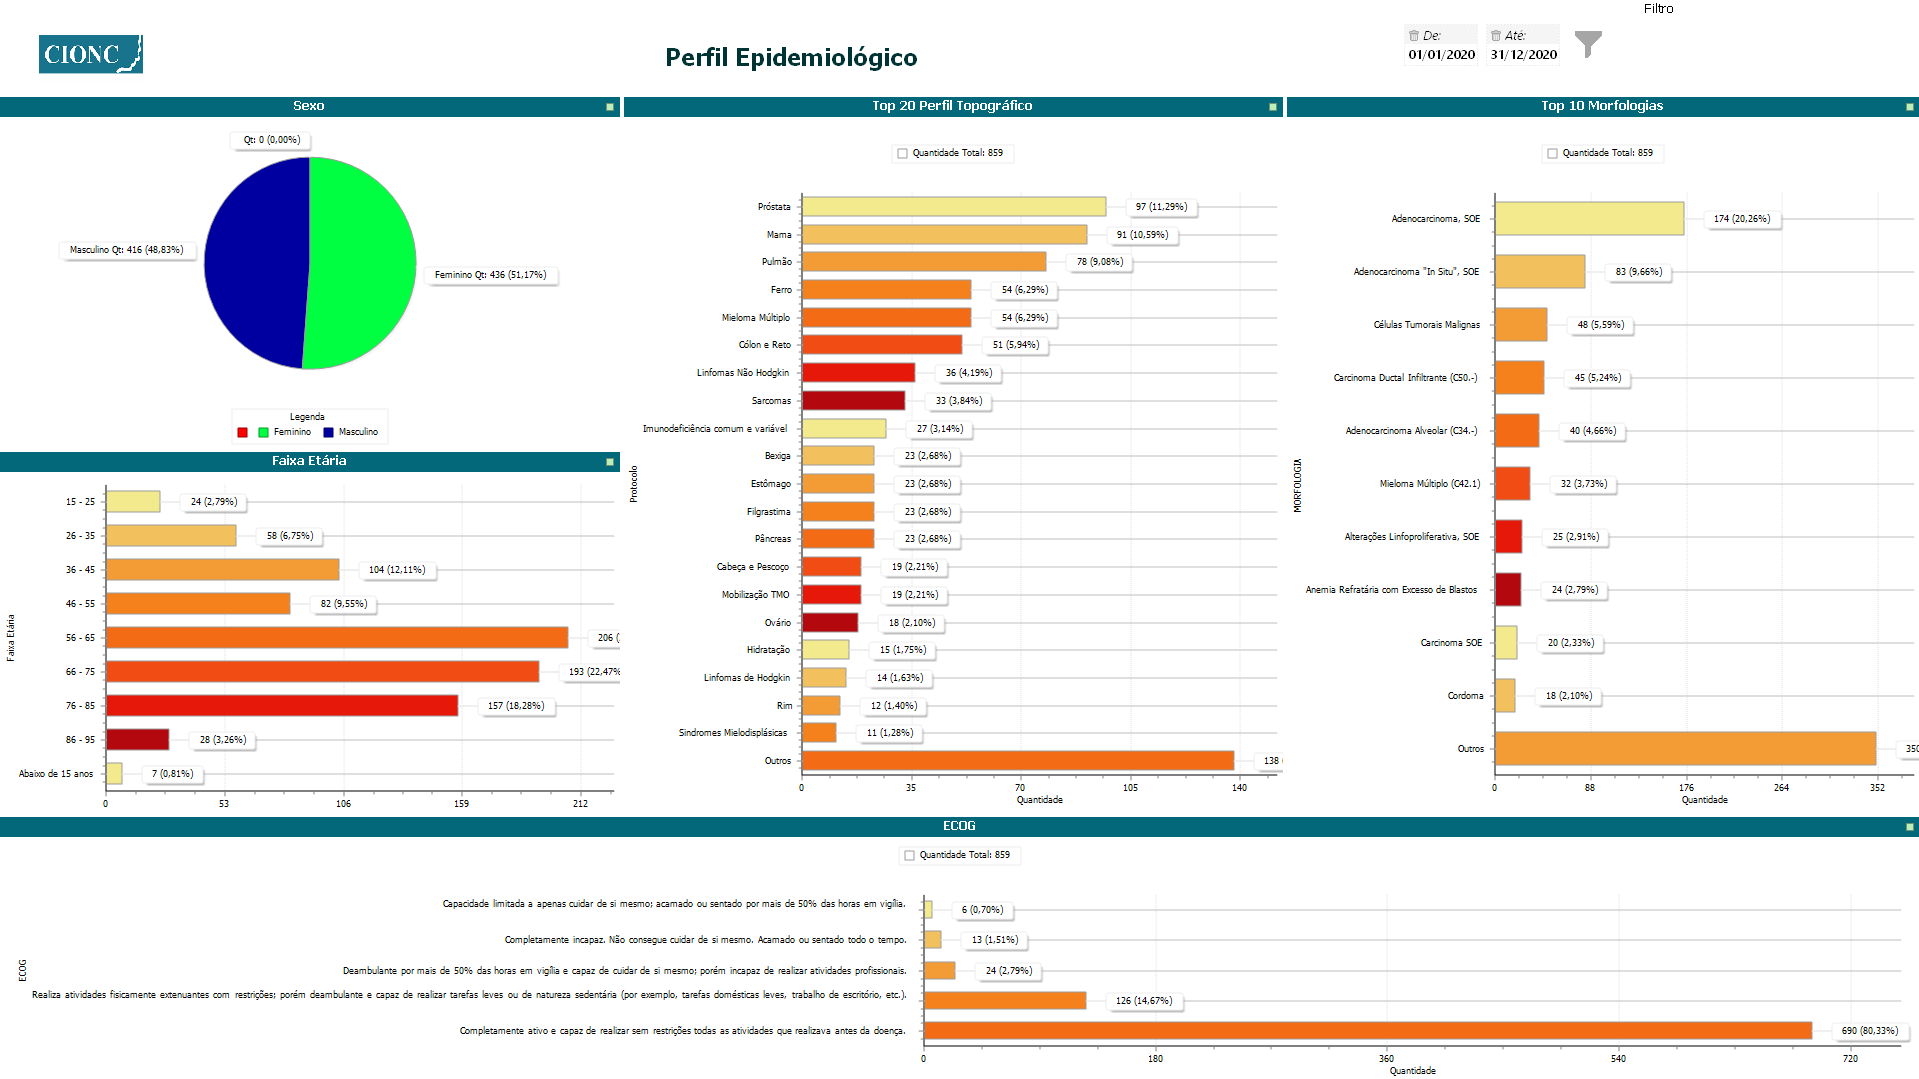 Filtro
CIONC
Perfil Epidemiológico
De:
Até:
01/01/2020
31/12/2020
Sexo
Qt: 0 (0,00%)
Masculino Qt: 416 (48,83%)
Feminino Qt: 436 (51,17%)
Legenda
Feminino
Masculino
Faixa Etária
Faixa Etária
15 - 25
24 (2,79%)
26 - 35
58 (6,75%)
36 - 45
104 (12,11%)
46 - 55
82 (9,55%)
56 - 65
206 (
66 - 75
193 (22,47%
76 - 85
157 (18,28%)
86 - 95
28 (3,26%)
Abaixo de 15 anos
7 (0,81%)
0 53 106 159 212
Top 20 Perfil Topográfico
Quantidade Total: 859
Protocolo
Próstata
97 (11,29%)
Mama
91 (10,59%)
Pulmão
78 (9,08%)
Ferro
54 (6,29%)
Mieloma Múltiplo
54 (6,29%)
Cólon e Reto
51 (5,94%)
Linfomas Não Hodgkin
36 (4,19%)
Sarcomas
33 (3,84%)
Imunodeficiência comum e variável
27 (3,14%)
Bexiga
23 (2,68%)
Estômago
23 (2,68%)
Filgrastima
23 (2,68%)
Pâncreas
23 (2,68%)
Cabeça e Pescoço
19 (2,21%)
Mobilização TMO
19 (2,21%)
Ovário
18 (2,10%)
Hidratação
15 (1,75%)
Linfomas de Hodgkin
14 (1,63%)
Rim
12 (1,40%)
Sindromes Mielodisplásicas
11 (1,28%)
Outros
138 (
0 35 70 105 140
Quantidade
Top 10 Morfologias
Quantidade Total: 859
MORFOLOGIA
Adenocarcinoma, SOE
174 (20,26%)
Adenocarcinoma "In Situ", SOE
83 (9,66%)
Células Tumorais Malignas
48 (5,59%)
Carcinoma Ductal Infiltrante (C50.-)
45 (5,24%)
Adenocarcinoma Alveolar (C34.-)
40 (4,66%)
Mieloma Múltiplo (C42.1)
32 (3,73%)
Alterações Linfoproliferativa, SOE
25 (2,91%)
Anemia Refratária com Excesso de Blastos
24 (2,79%)
Carcinoma SOE
20 (2,33%)
Cordoma
18 (2,10%)
Outros
350
0 88 176 264 352
Quantidade
ECOG
Quantidade Total: 859
ECOG
Capacidade limitada a apenas cuidar de si mesmo; acamado ou sentado por mais de 50% das horas em vigília.
6 (0,70%)
Completamente incapaz. Não consegue cuidar de si mesmo. Acamado ou sentado todo o tempo.
13 (1,51%)
Deambulante por mais de 50% das horas em vigília e capaz de cuidar de si mesmo; porém incapaz de realizar atividades profissionais.
24 (2,79%)
Realiza atividades fisicamente extenuantes com restrições; porém deambulante e capaz de realizar tarefas leves ou de natureza sedentária (por exemplo, tarefas domésticas leves, trabalho de escritório, etc.).
126 (14,67%)
Completamente ativo e capaz de realizar sem restrições todas as atividades que realizava antes da doença.
690 (80,33%)
0 180 360 540 720
Quantidade